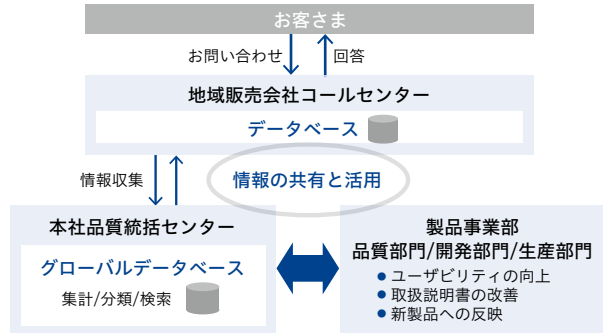 お客さま
お問い合わせ
回答
地域販売会社コールセンター
データベース
情報の共有と活用
情報収集
本社品質統括センター
グローバルデータベース
集計/分類/検索
製品事業部
品質部門/開発部門/生産部門
● ユーザビリティの向上
● 取扱説明書の改善
● 新製品への反映